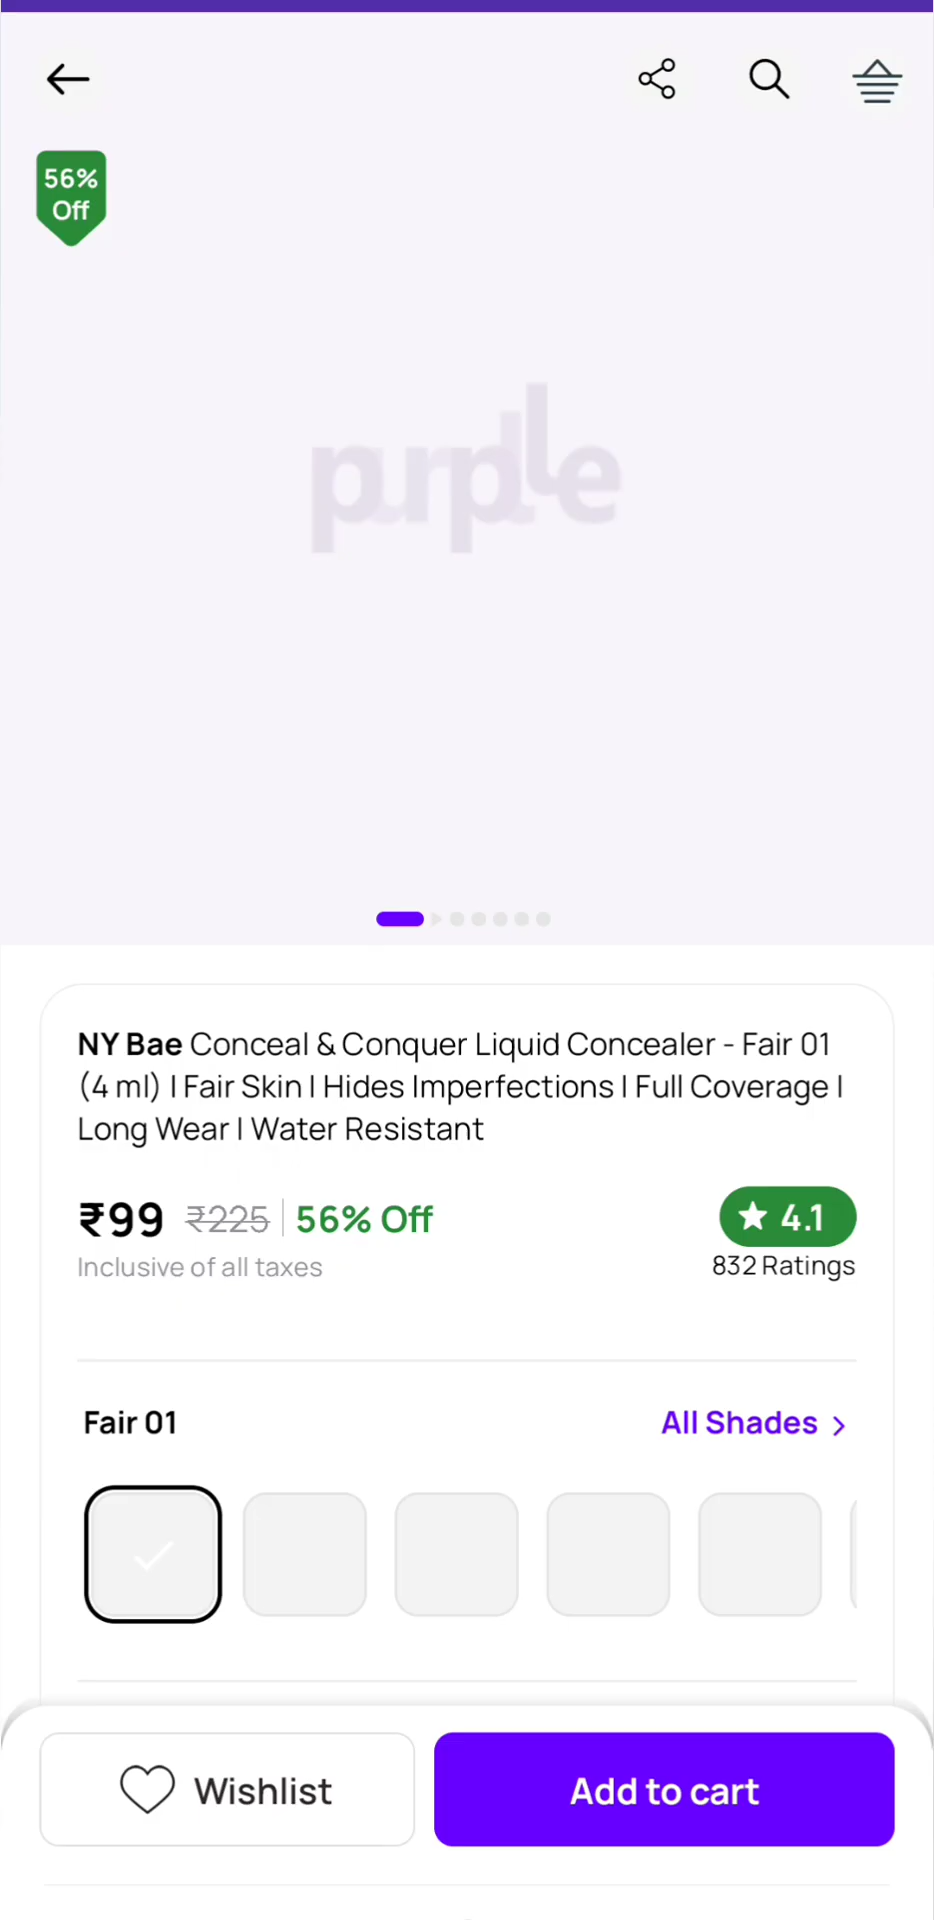 56%
Off
purplle
NY Bae Conceal & Conquer Liquid Concealer - Fair 01
(4 ml) | Fair Skin | Hides Imperfections | Full Coverage |
Long Wear | Water Resistant
₹99 ₹225 56% Off
4.1
Inclusive of all taxes
832 Ratings
Fair 01
All Shades
Wishlist
Add to cart